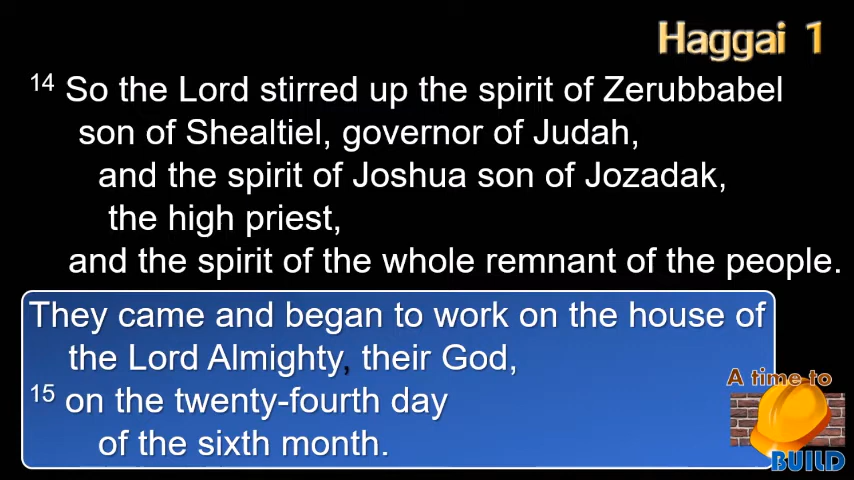 Haggai 1
14 So the Lord stirred up the spirit of Zerubbabel
son of Shealtiel, governor of Judah,
and the spirit of Joshua son of Jozadak,
the high priest,
and the spirit of the whole remnant of the people.
They came and began to work on the house of
the Lord Almighty, their God,
15 on the twenty-fourth day
of the sixth month.
A time to
BUILD